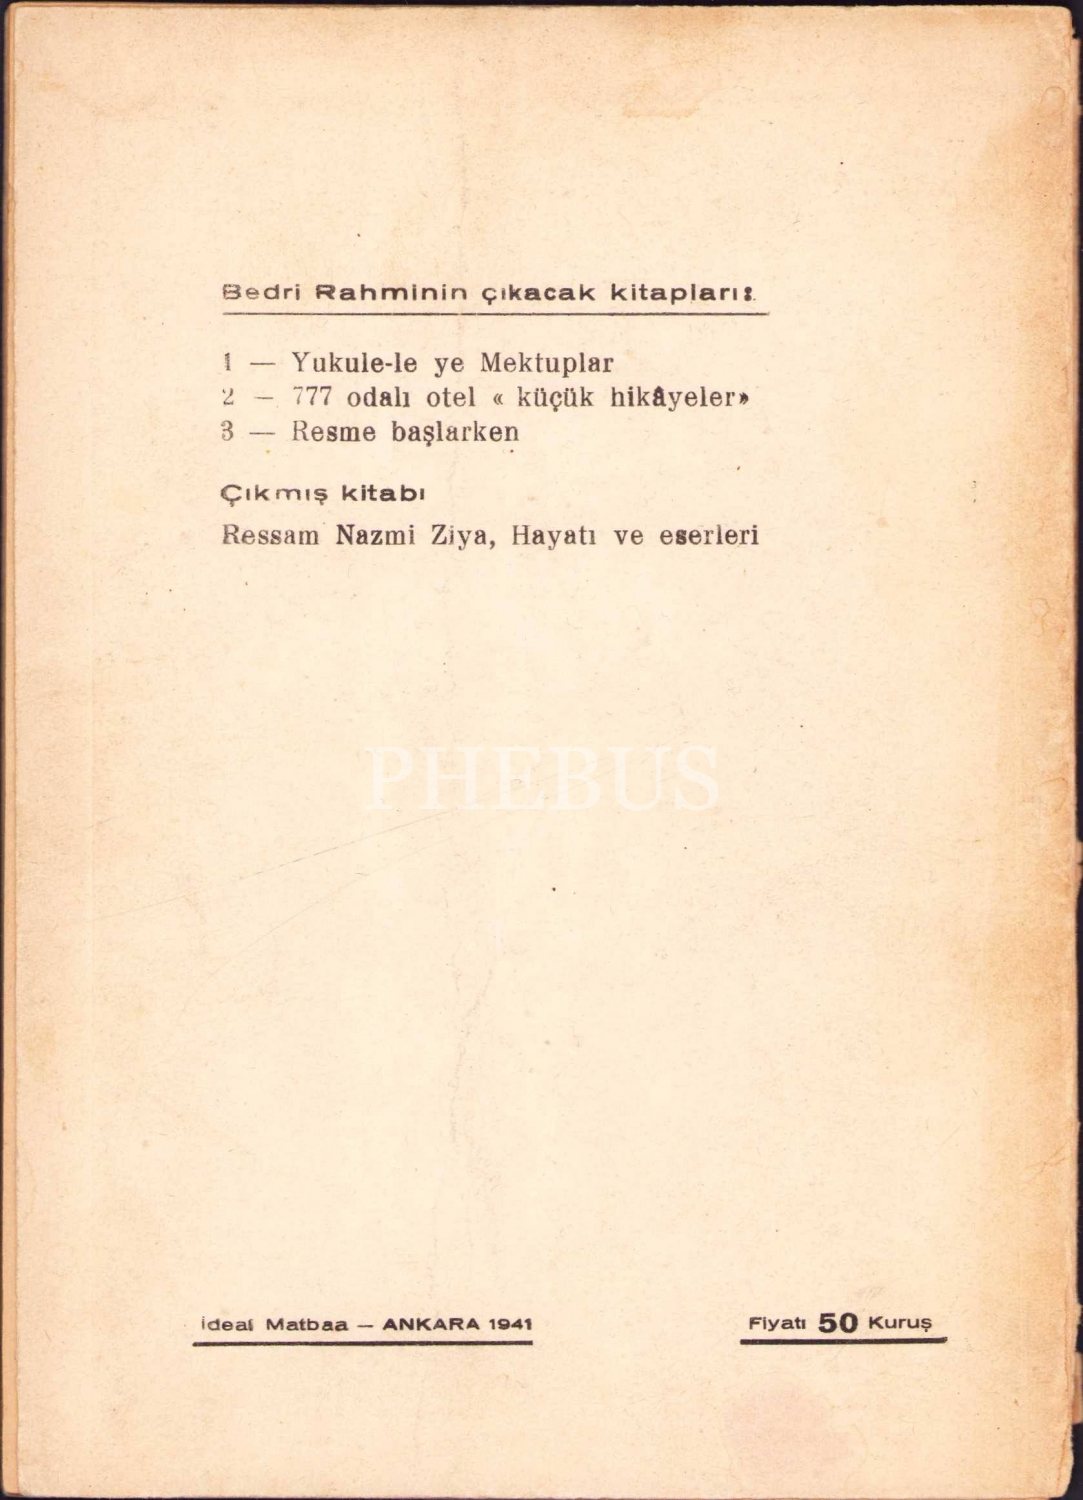 Bedri Rahminin çıkacak kitapları:
1 — Yukule-le ye Mektuplar
2 — 777 odalı otel « küçük hikâyeler»
3 — Resme başlarken
Çıkmış kitabı
Ressam Nazmi Ziya, Hayatı ve eserleri
PHEBUS
İdeal Matbaa — ANKARA 1941
Fiyatı 50 Kuruş